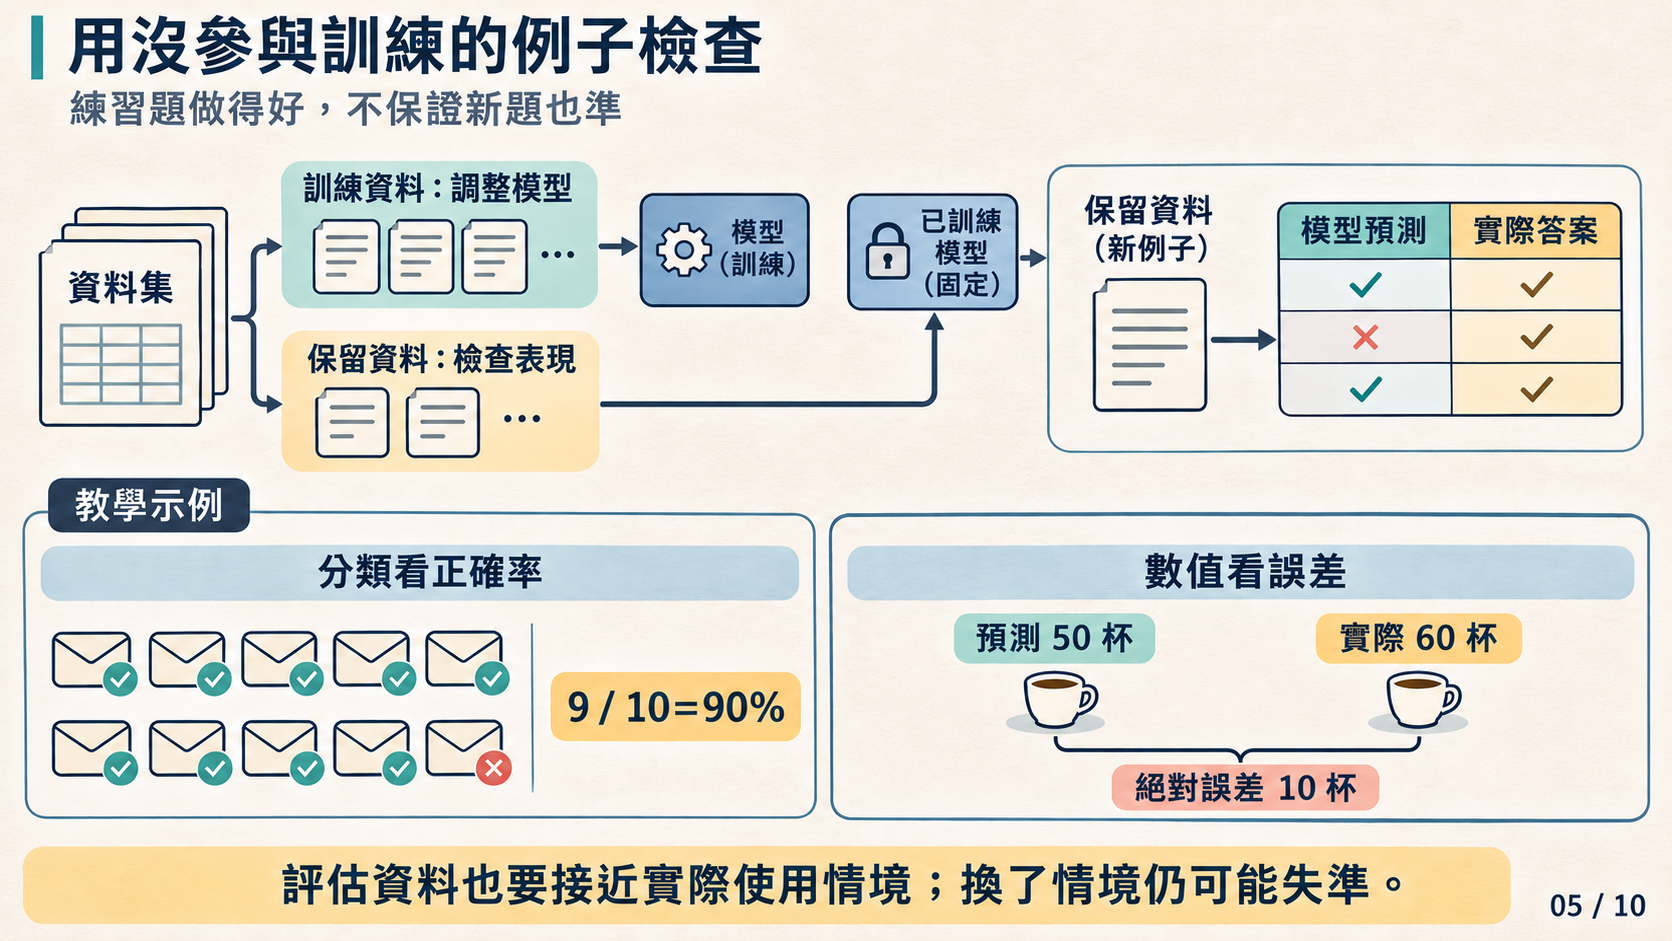 用沒參與訓練的例子檢查
練習題做得好，不保證新題也準
資料集
訓練資料：調整模型
保留資料：檢查表現
模型
（訓練）
已訓練
模型
（固定）
保留資料
（新例子）
模型預測
實際答案
教學示例
分類看正確率
9 / 10=90%
數值看誤差
預測 50 杯
實際 60 杯
絕對誤差 10 杯
評估資料也要接近實際使用情境；換了情境仍可能失準。
05 / 10